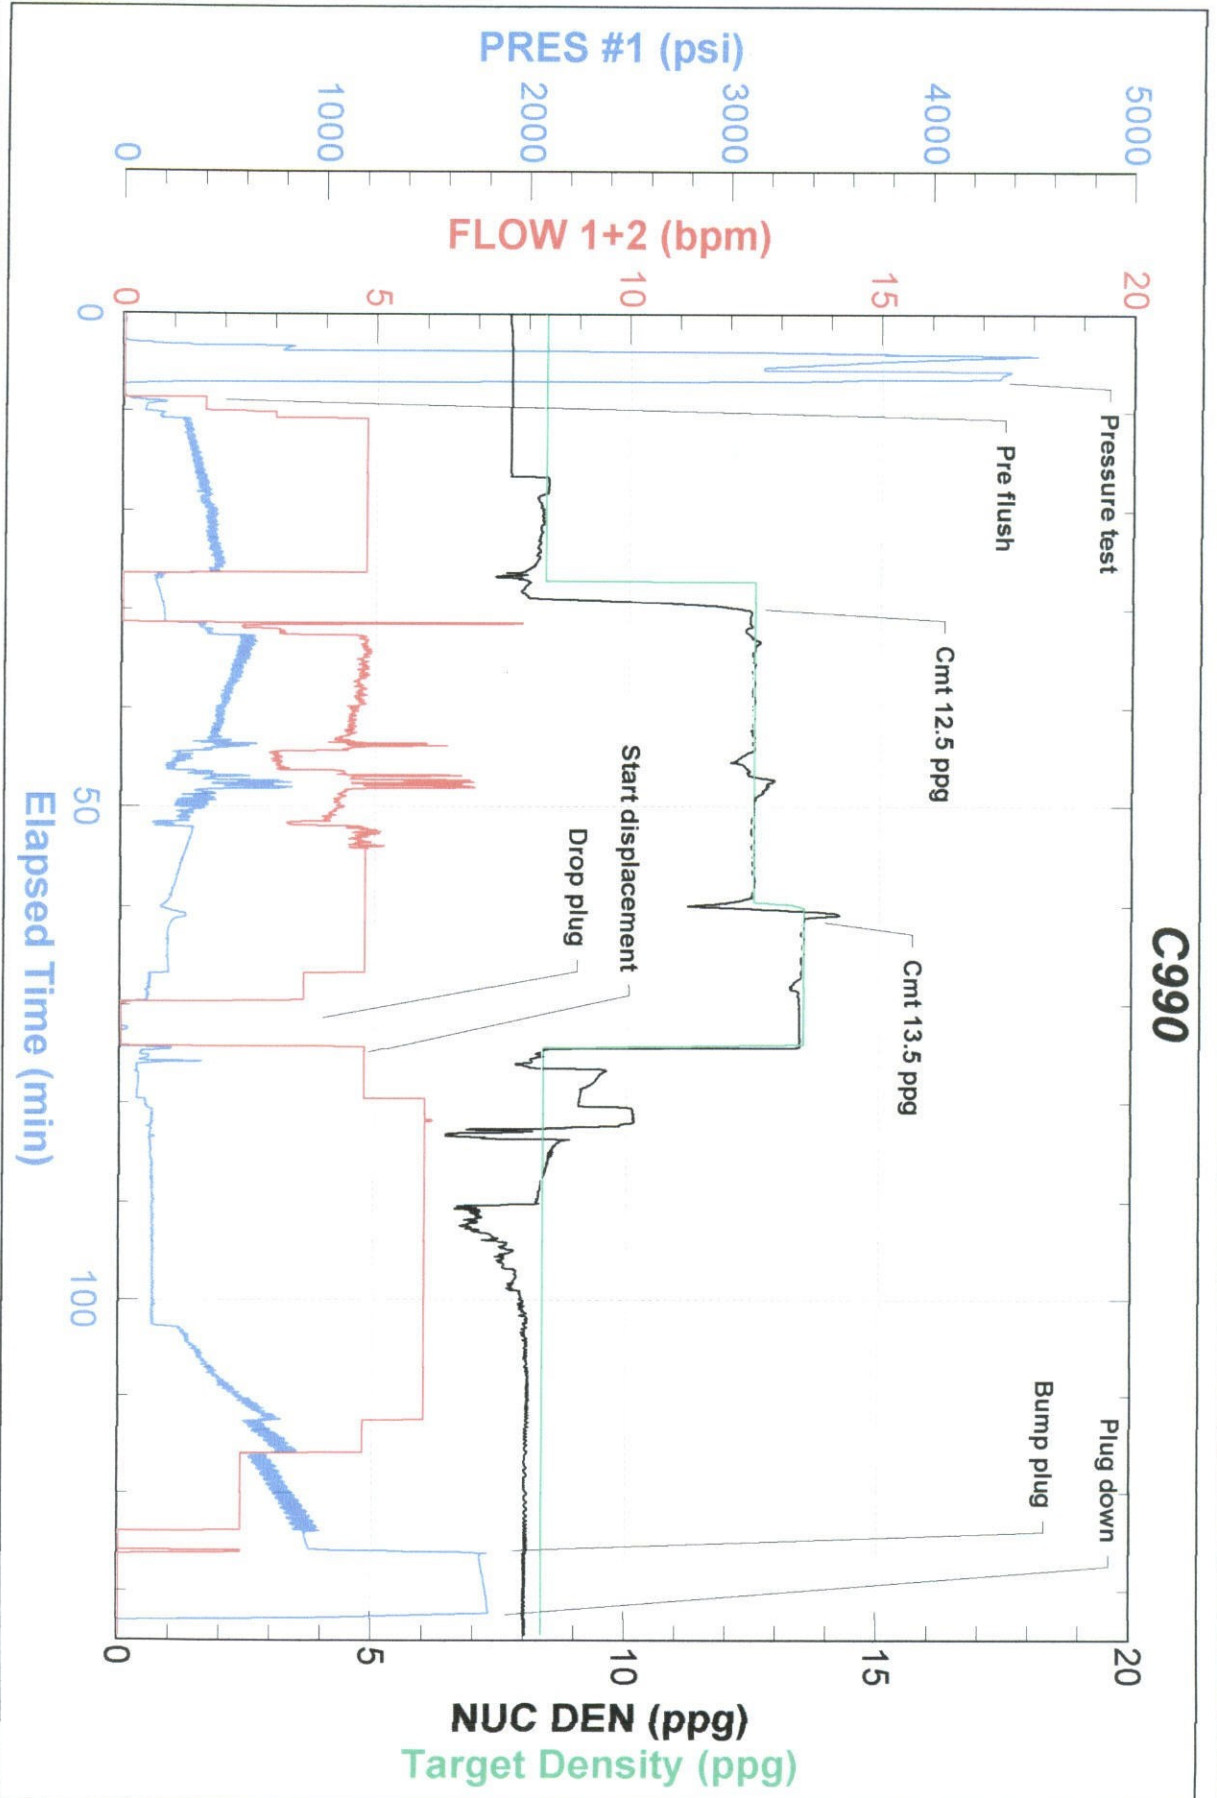 C990
PRES #1 (psi)
5000
4000
3000
2000
1000
0
FLOW 1+2 (bpm)
20
15
10
5
0
Pressure test
Pre flush
Cmt 12.5 ppg
Cmt 13.5 ppg
Start displacement
Drop plug
Plug down
Bump plug
20
15
10
5
0
NUC DEN (ppg)
Target Density (ppg)
0
50
100
Elapsed Time (min)